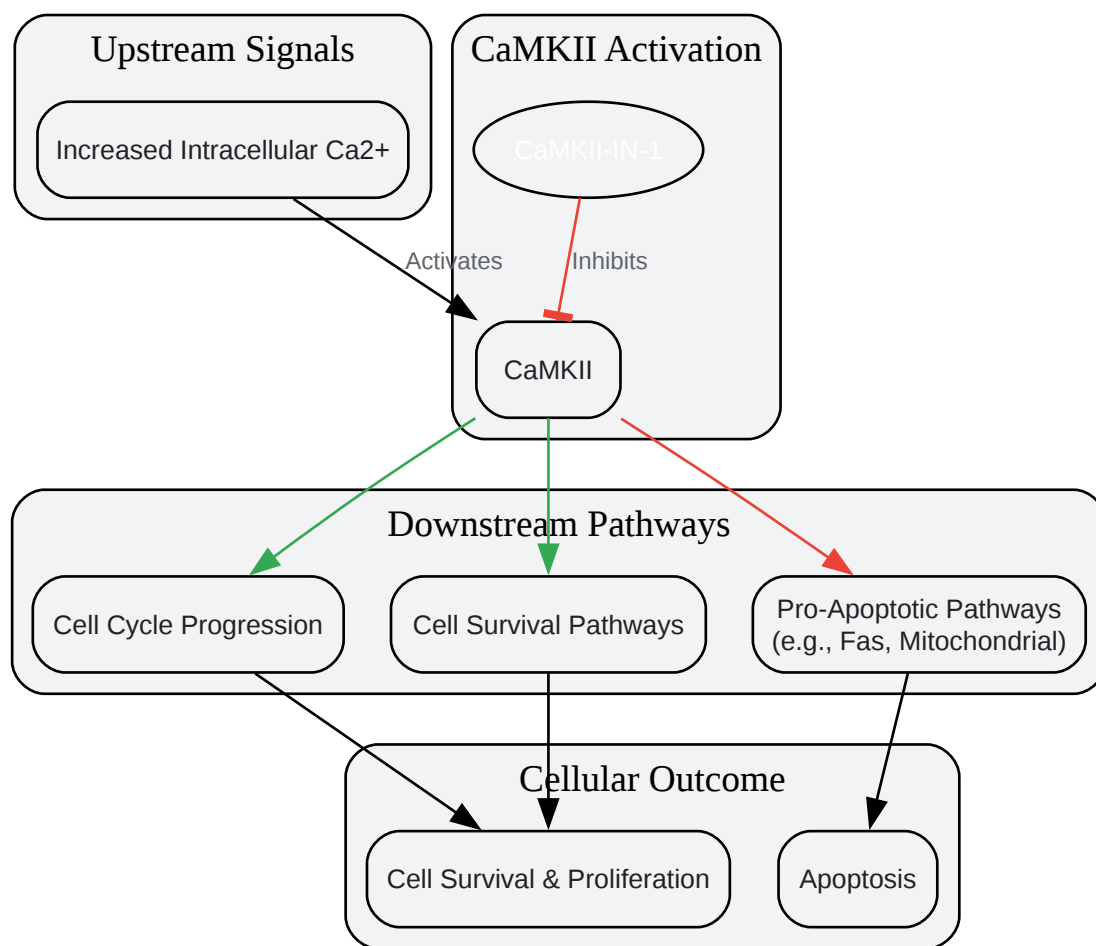 Upstream Signals
CaMKII Activation
Increased Intracellular Ca2+
CaMKII-IN-1
Activates
Inhibits
CaMKII
Downstream Pathways
Cell Cycle Progression
Cell Survival Pathways
Pro-Apoptotic Pathways
(e.g., Fas, Mitochondrial)
Cellular Outcome
Cell Survival & Proliferation
Apoptosis